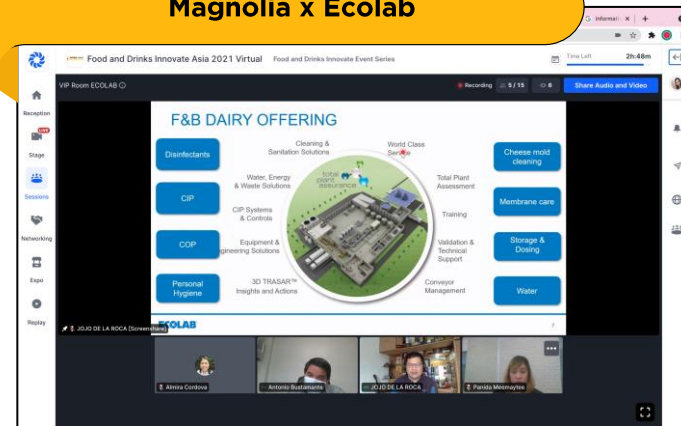 Magnolia x Ecolab
Informa
Food and Drinks Innovate Asia 2021 Virtual
Food and Drinks Innovate Event Series
Time Left
2h:48m
VIP Room ECOLAB
Recording
5 / 15
6
Share Audio and Video
Reception
LIVE
Stage
Sessions
Networking
Expo
Replay
F&B DAIRY OFFERING
Disinfectants
CIP
COP
Personal
Hygiene
Cleaning &
Sanitation Solutions
World Class
Service
Water, Energy
& Waste Solutions
total
plant
assurance
Total Plant
Assessment
CIP Systems
& Controls
Training
Equipment &
gineering Solutions
Validation &
Technical
Support
3D TRASAR™
Insights and Actions
Conveyor
Management
Cheese mold
cleaning
Membrane care
Storage &
Dosing
Water
ECOLAB
7
JOJO DE LA ROCA (Screenshare)
Almira Cordova
Antonio Bustamante
JOJO DE LA ROCA
Panida Mesmaytee